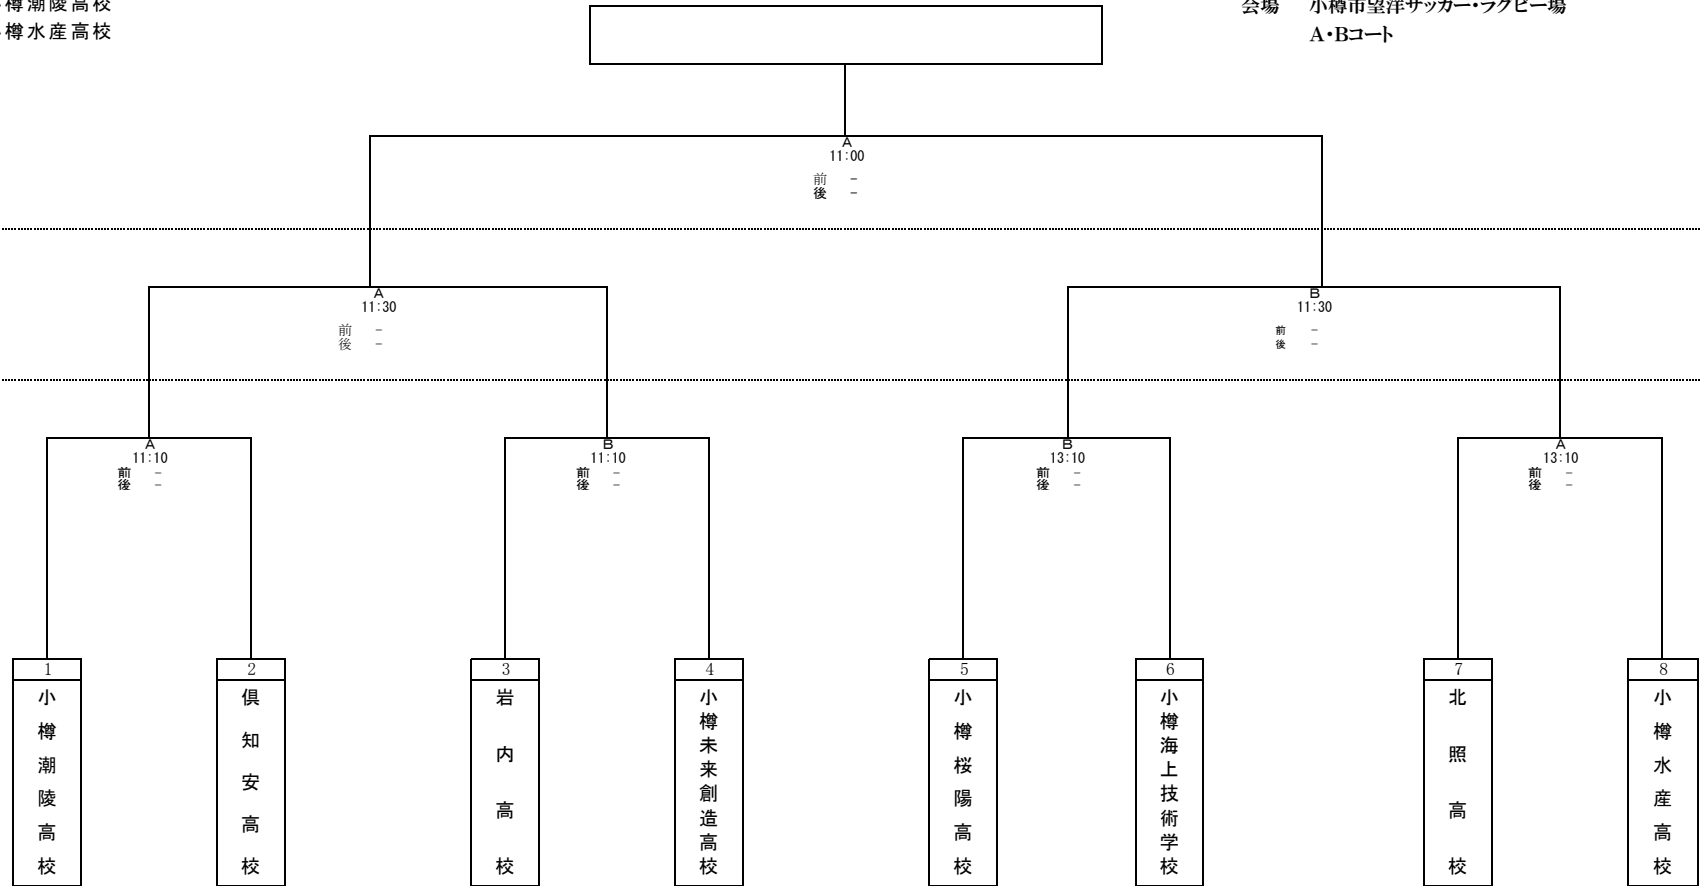 樽潮陵高校
樽水産高校
会場 小樽市望洋サッカー・ラグビー場
A・Bコート
A
11:00
前 -
後 -
A
11:30
前 -
後 -
B
11:30
前 -
後 -
A
11:10
前 -
後 -
B
11:10
前 -
後 -
B
13:10
前 -
後 -
A
13:10
前 -
後 -
1
小樽潮陵高校
2
倶知安高校
3
岩内高校
4
小樽未来創造高校
5
小樽桜陽高校
6
小樽海上技術学校
7
北照高校
8
小樽水産高校